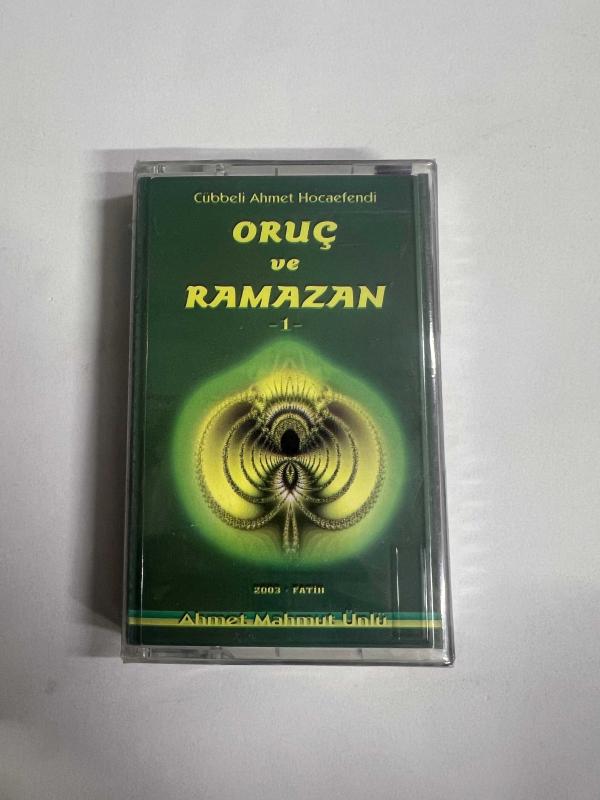 Cübbeli Ahmet Hocaefendi
ORUÇ
ve
RAMAZAN
-1-
2003 - FATİH
Ahmet Mahmut Ünlü